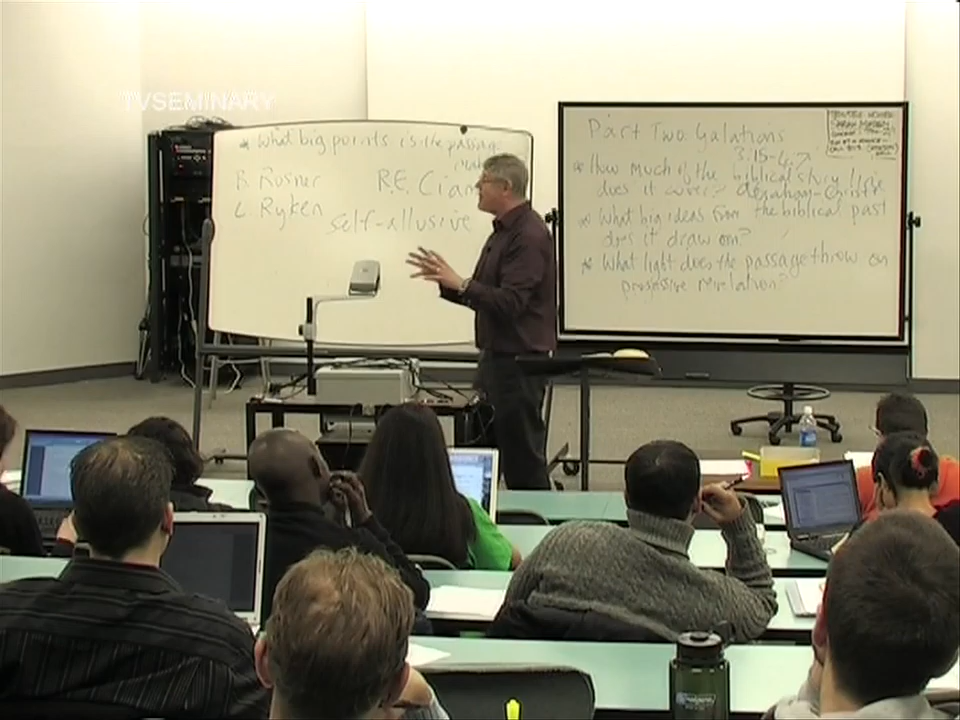 TVSEMINARY
* What big points is the passage
B. Rosner
R.E. Ciam
L. Ryken
self-allusive
Part Two: Galatians
3.15-4.7
* How much is the biblical story line
does it cover? Abraham-Christ
* What big ideas from the biblical past
does it draw on?
* What light does the passage throw on
progressive revelation?